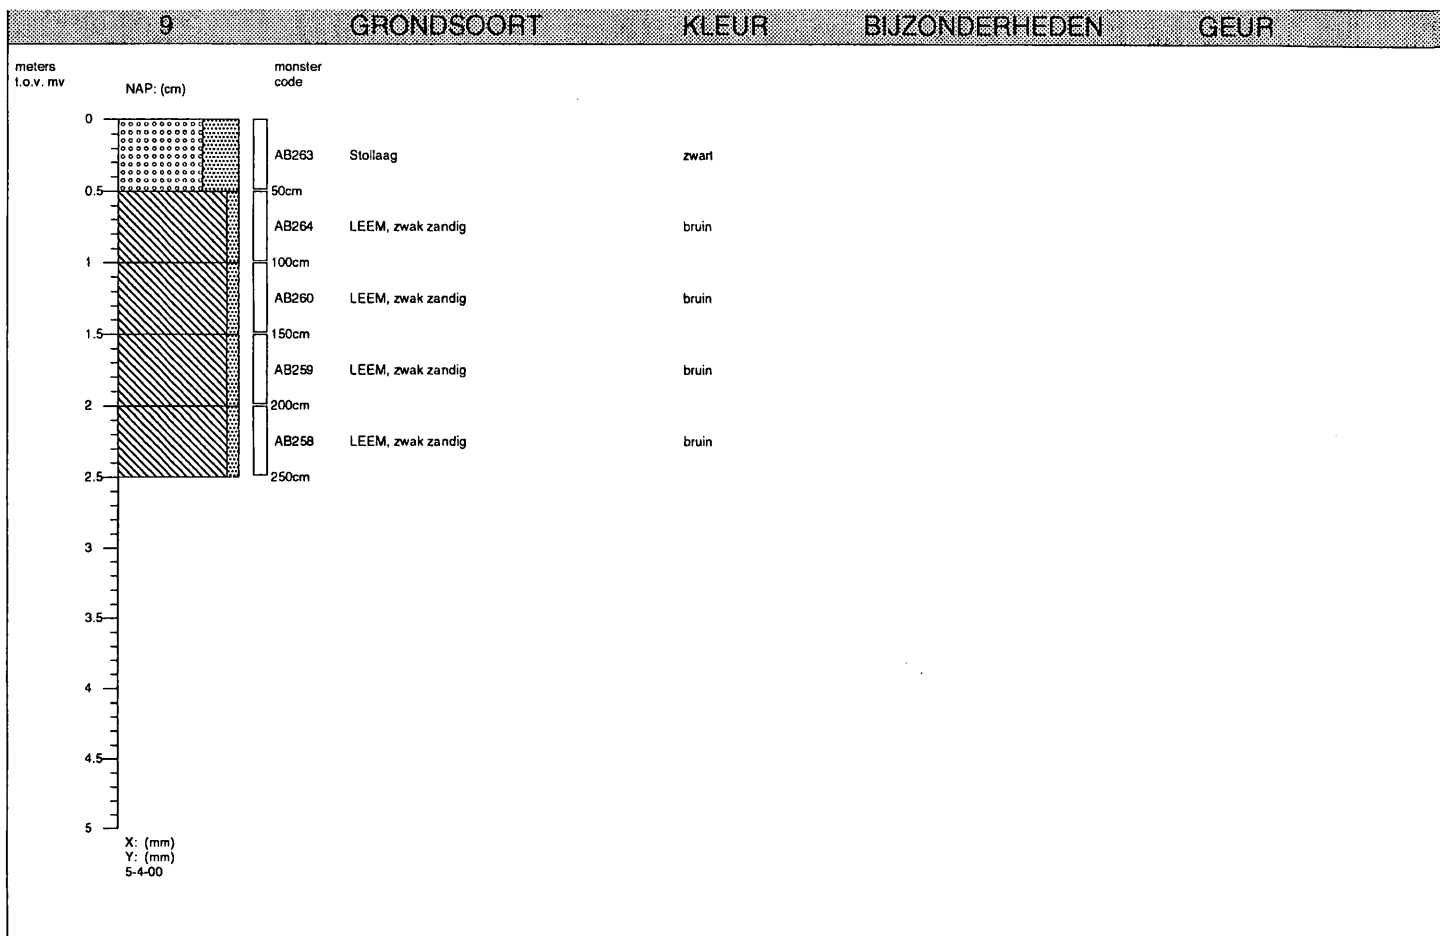 9 GRONDSOORT KLEUR BIJZONDERHEDEN GEUR
meters monster
t.o.v. mv code
NAP: (cm)
0
AB263 Stollaag zwart
0.5 50cm
AB264 LEEM, zwak zandig bruin
1 100cm
AB260 LEEM, zwak zandig bruin
1.5 150cm
AB259 LEEM, zwak zandig bruin
2 200cm
AB258 LEEM, zwak zandig bruin
2.5 250cm
3
3.5
4
4.5
5
X: (mm)
Y: (mm)
5-4-00